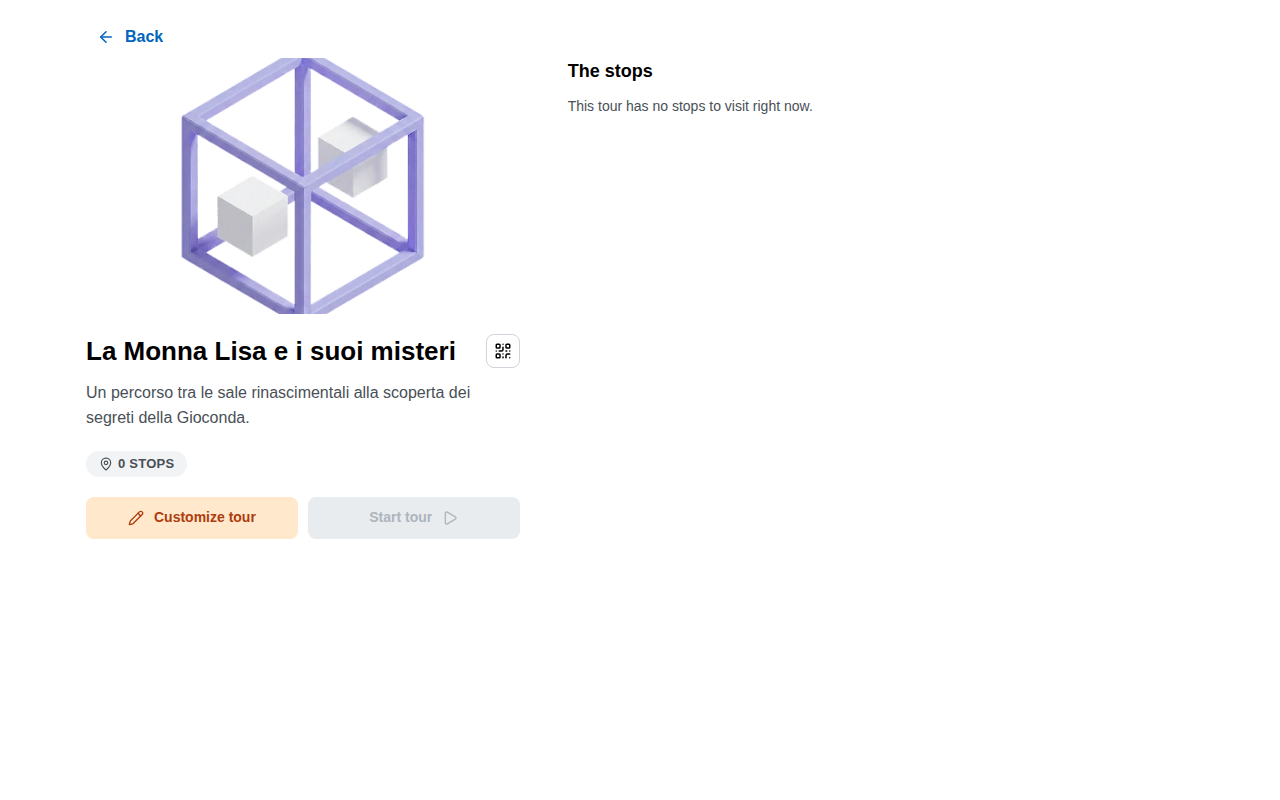 Back
La Monna Lisa e i suoi misteri
Un percorso tra le sale rinascimentali alla scoperta dei
segreti della Gioconda.
0 STOPS
Customize tour
Start tour
The stops
This tour has no stops to visit right now.